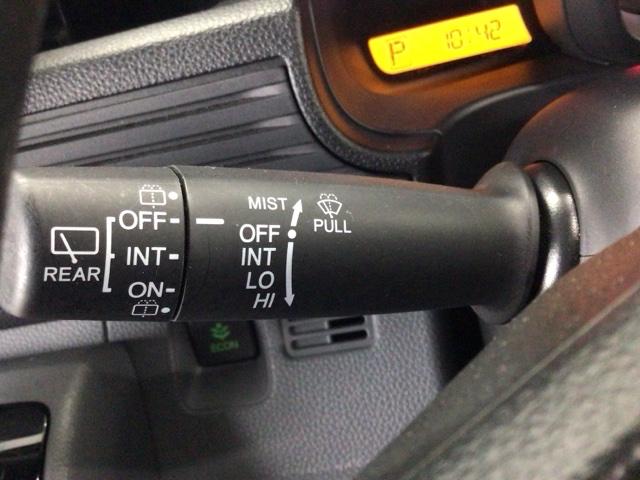 P 10:42
OFF
INT
ON
REAR
MIST
PULL
OFF
INT
LO
HI
ECON